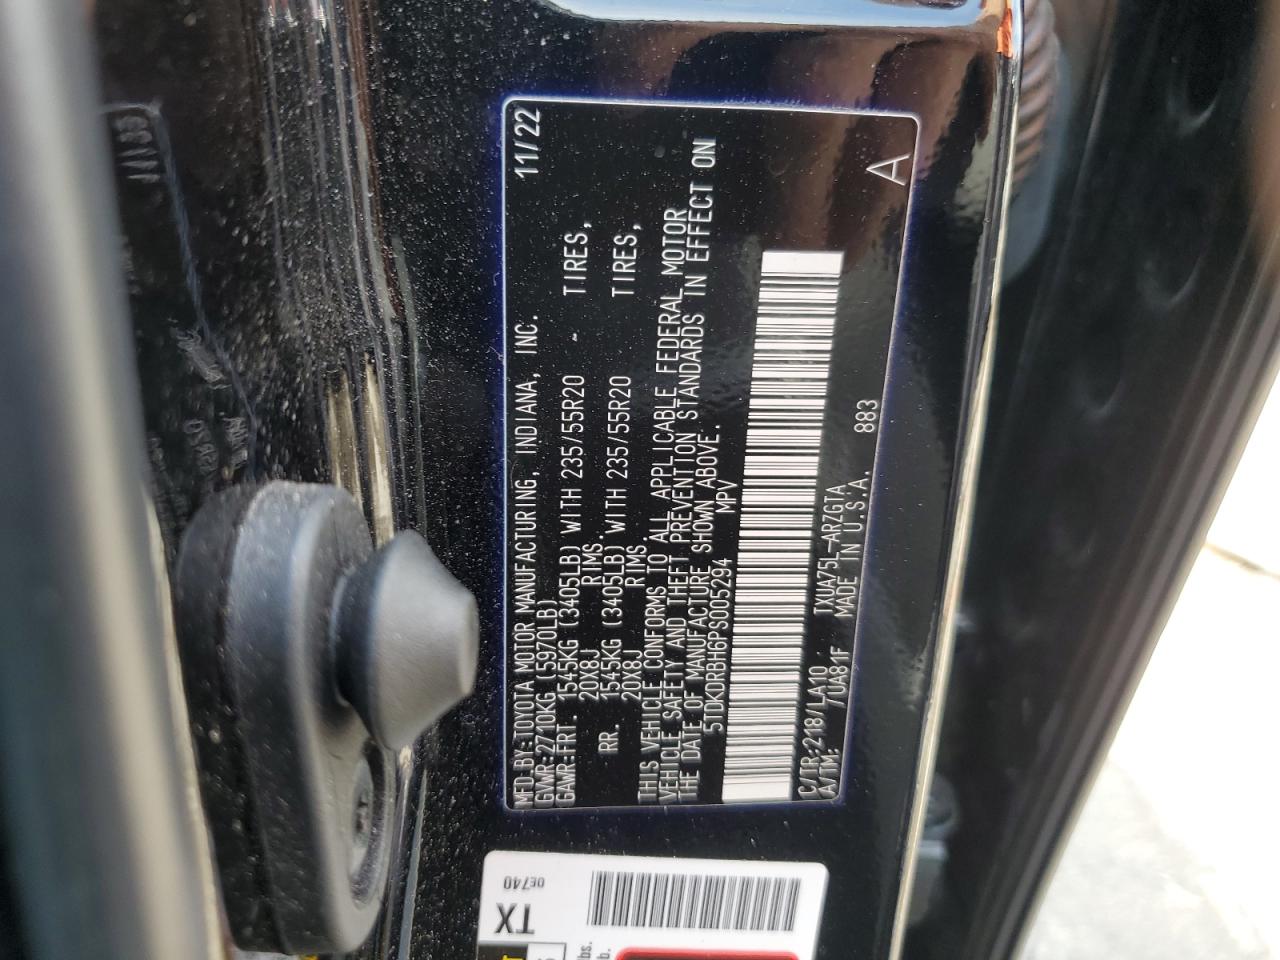 MFD.BY:TOYOTA MOTOR MANUFACTURING, INDIANA, INC. 11/22
GVWR:2710KG (5970LB)
GAWR:FRT. 1545KG (3405LB) WITH 235/55R20 - TIRES,
20X8J RIMS.
RR. 1545KG (3405LB) WITH 235/55R20 TIRES,
20X8J RIMS.
THIS VEHICLE CONFORMS TO ALL APPLICABLE FEDERAL MOTOR
VEHICLE SAFETY AND THEFT PREVENTION STANDARDS IN EFFECT ON
THE DATE OF MANUFACTURE SHOWN ABOVE.
5TDKDRBH6PS005294 MPV
C/TR:218/LA10 TXUA75L-ARZGTA
A/TM: /UA81F MADE IN U.S.A. 883
A
0E740
TX
lbs.